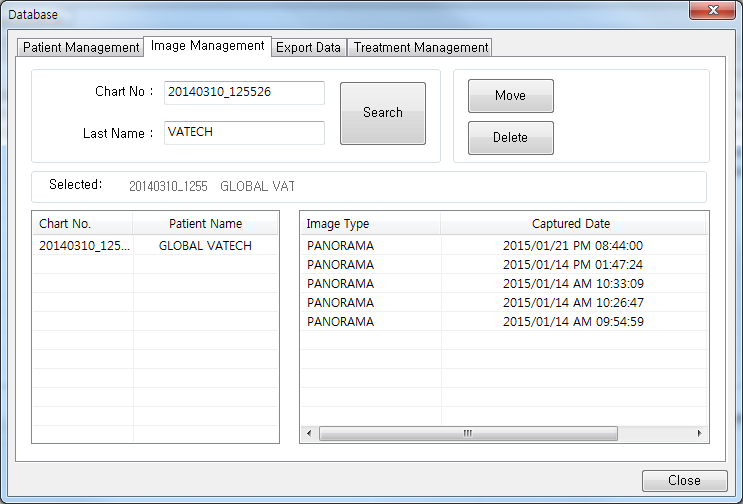 Database
Patient Management Image Management Export Data Treatment Management
Chart No : 20140310_125526 Search Move
Last Name : VATECH Delete
Selected: 20140310_1255 GLOBAL VAT
Chart No. Patient Name Image Type Captured Date
20140310_125... GLOBAL VATECH PANORAMA 2015/01/21 PM 08:44:00
PANORAMA 2015/01/14 PM 01:47:24
PANORAMA 2015/01/14 AM 10:33:09
PANORAMA 2015/01/14 AM 10:26:47
PANORAMA 2015/01/14 AM 09:54:59
Close